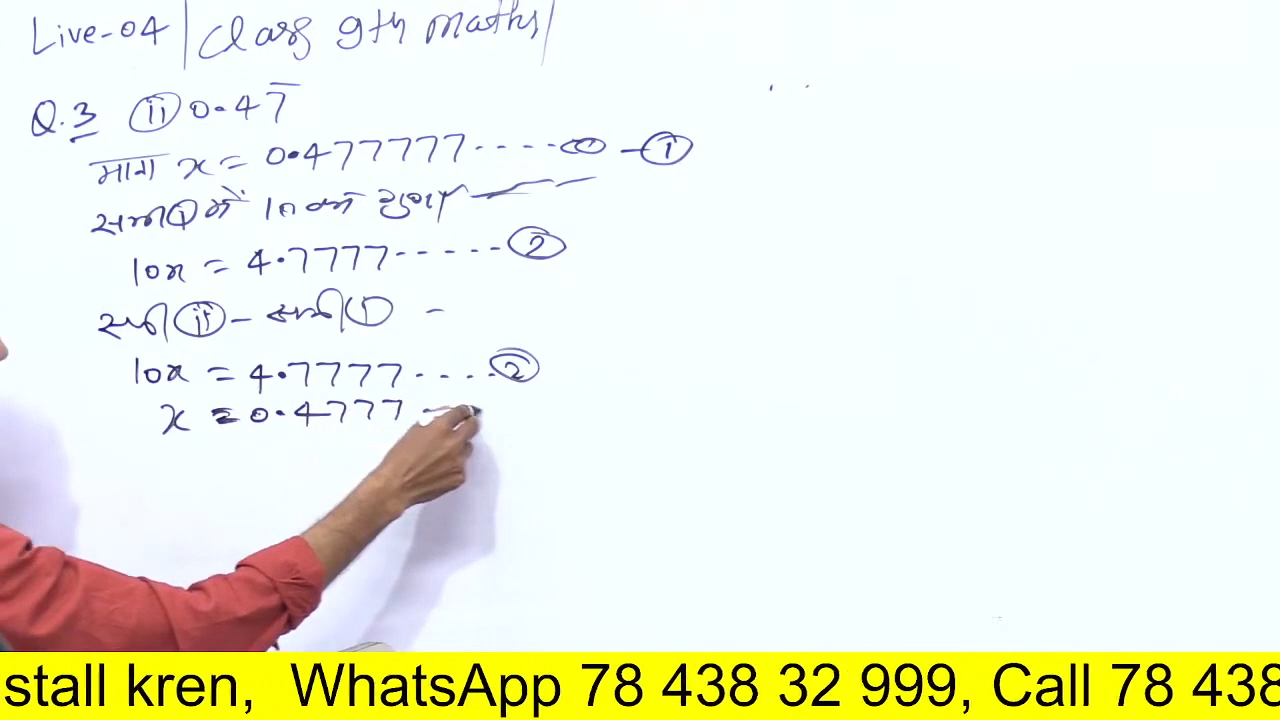 Live-04 | Class 9th maths |
Q.3 (ii) 0.47̅
माना x = 0.477777.....∞ — (1)
समी (1) में 10 का गुणा
10x = 4.7777...... (2)
समी (ii) - समी (1) -
10x = 4.7777..... (2)
x = 0.4777
stall kren, WhatsApp 78 438 32 999, Call 78 438